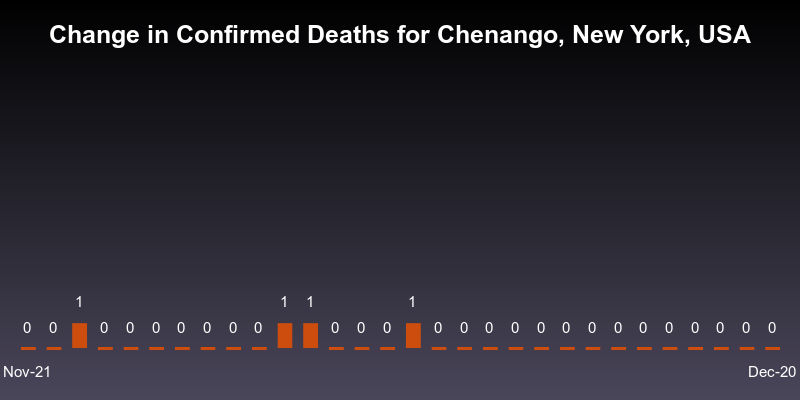 Change in Confirmed Deaths for Chenango, New York, USA
1 1 1 1
0 0 0 0 0 0 0 0 0 0 0 0 0 0 0 0 0 0 0 0 0 0 0 0 0 0
Nov-21 Dec-20